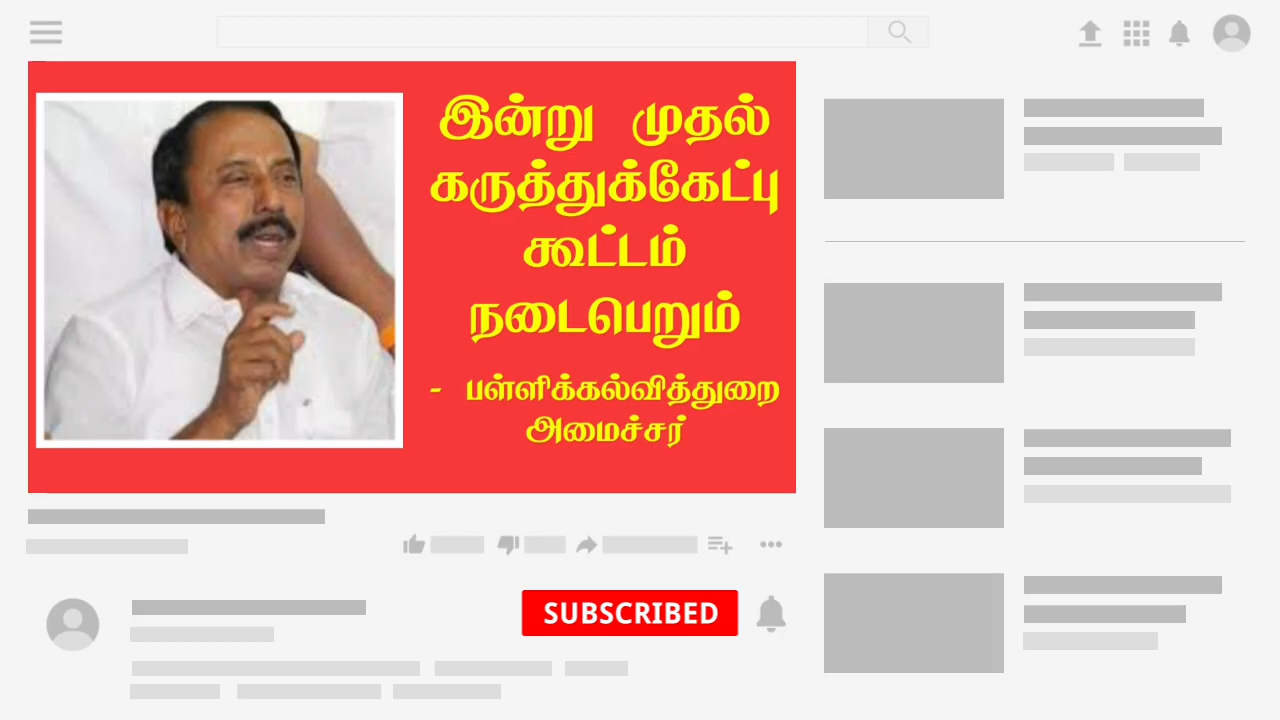 இன்று முதல்
கருத்துக்கேட்பு
கூட்டம்
நடைபெறும்
- பள்ளிக்கல்வித்துறை
அமைச்சர்
SUBSCRIBED